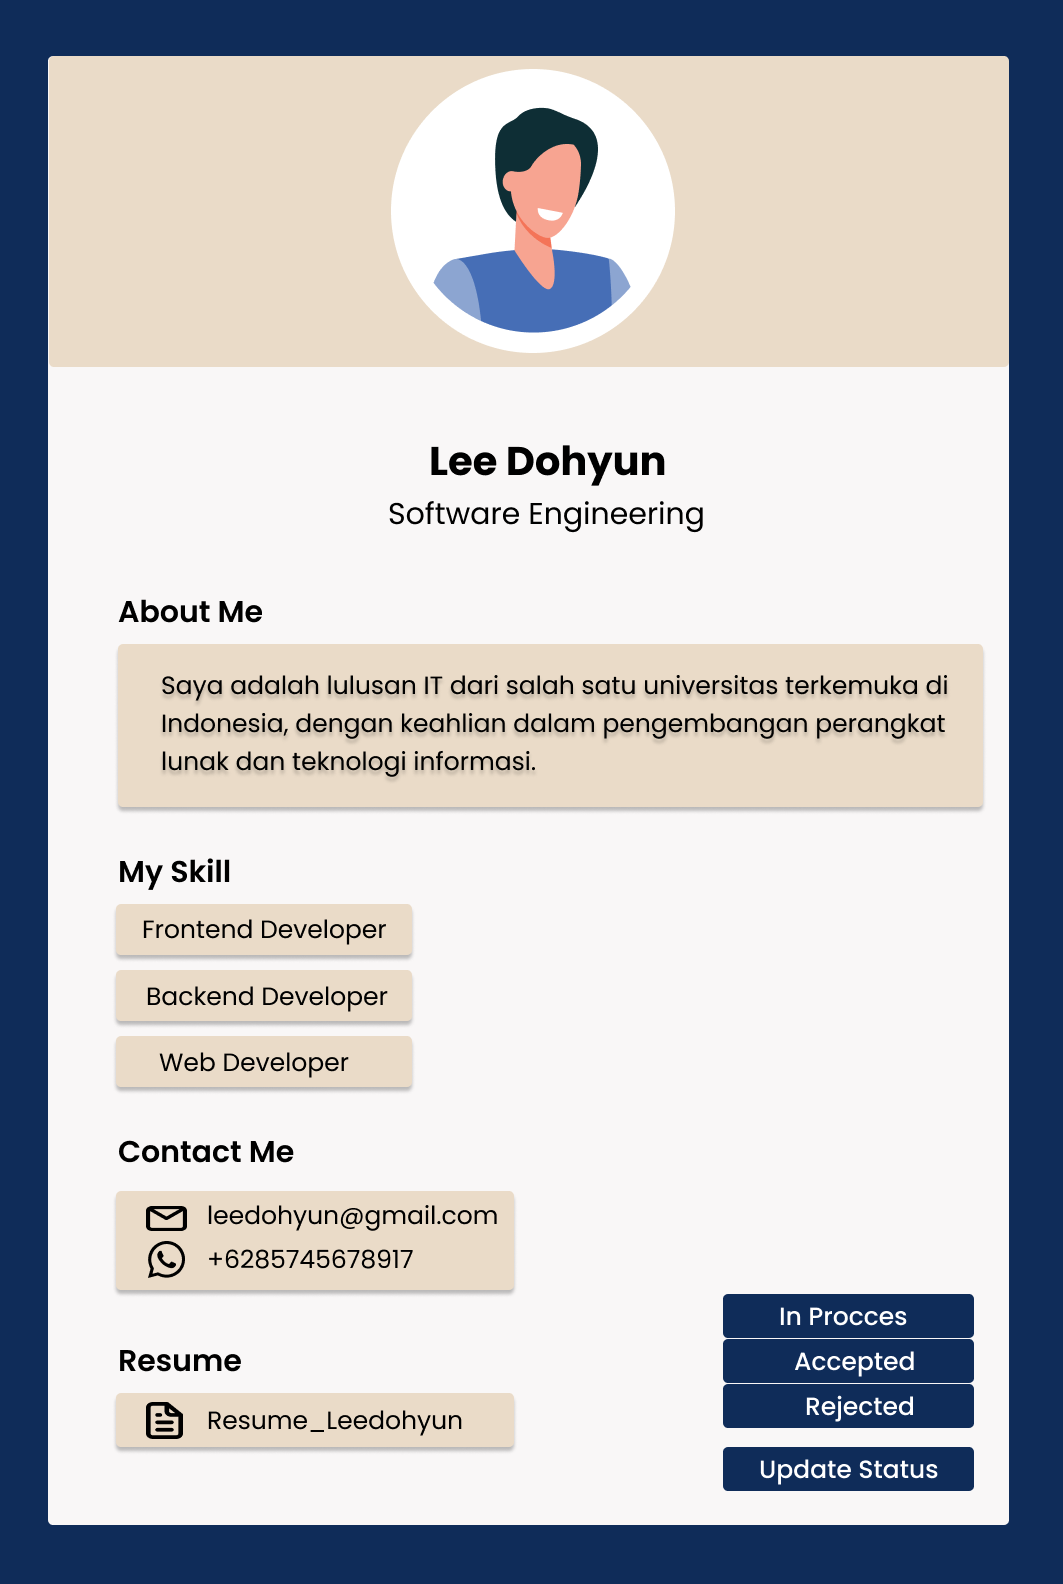 Lee Dohyun
Software Engineering
About Me
Saya adalah lulusan IT dari salah satu universitas terkemuka di
Indonesia, dengan keahlian dalam pengembangan perangkat
lunak dan teknologi informasi.
My Skill
Frontend Developer
Backend Developer
Web Developer
Contact Me
leedohyun@gmail.com
+6285745678917
Resume
Resume_Leedohyun
In Procces
Accepted
Rejected
Update Status